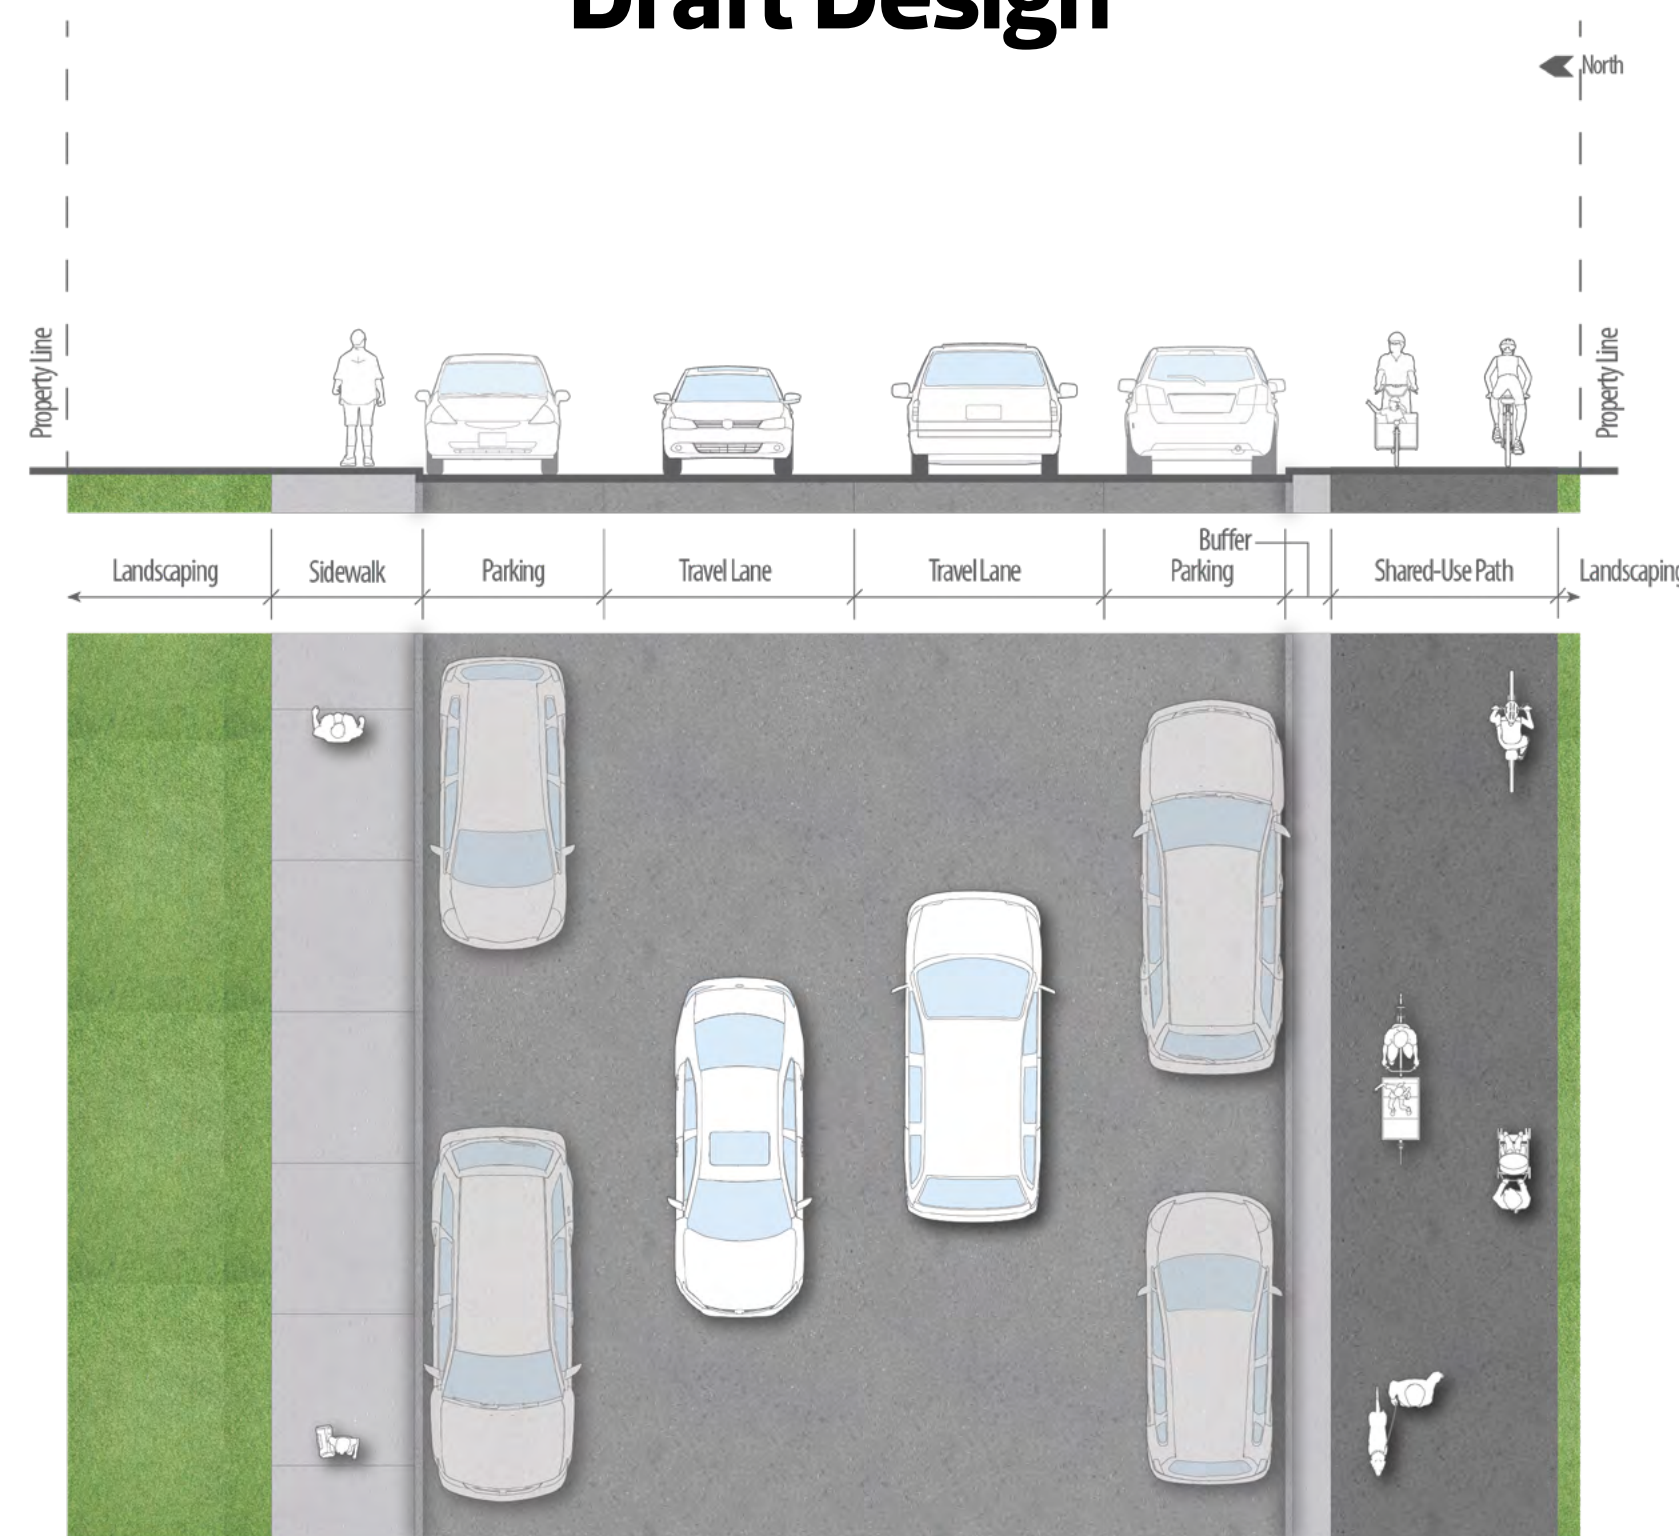 Draft Design
North
Property Line
Property Line
Buffer
Landscaping
Sidewalk
Parking
Travel Lane
Travel Lane
Parking
Shared-Use Path
Landscaping